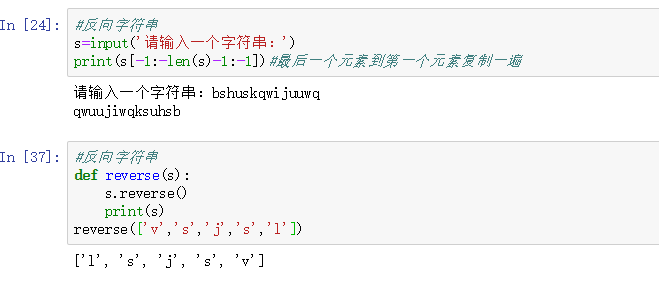 In [24]: #反向字符串
s=input('请输入一个字符串：')
print(s[-1:-len(s)-1:-1])#最后一个元素到第一个元素复制一遍
请输入一个字符串：bshuskqwijuuwq
qwuujiwqksuhsb
In [37]: #反向字符串
def reverse(s):
    s.reverse()
    print(s)
reverse(['v','s','j','s','l'])
['l', 's', 'j', 's', 'v']